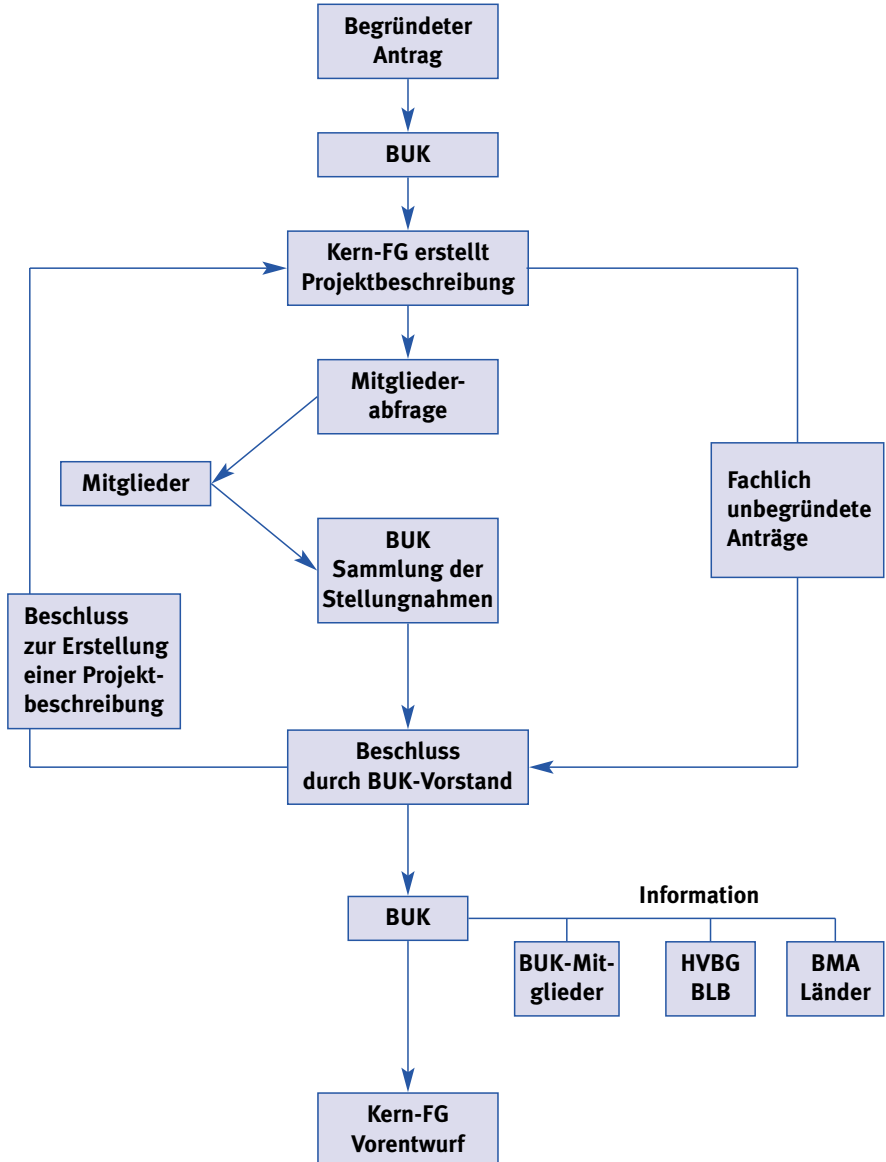 Begründeter
Antrag
BUK
Kern-FG erstellt
Projektbeschreibung
Mitglieder-
abfrage
Mitglieder
Fachlich
unbegründete
Anträge
BUK
Sammlung der
Stellungnahmen
Beschluss
zur Erstellung
einer Projekt-
beschreibung
Beschluss
durch BUK-Vorstand
Information
BUK
BUK-Mit-
glieder
HVBG
BLB
BMA
Länder
Kern-FG
Vorentwurf